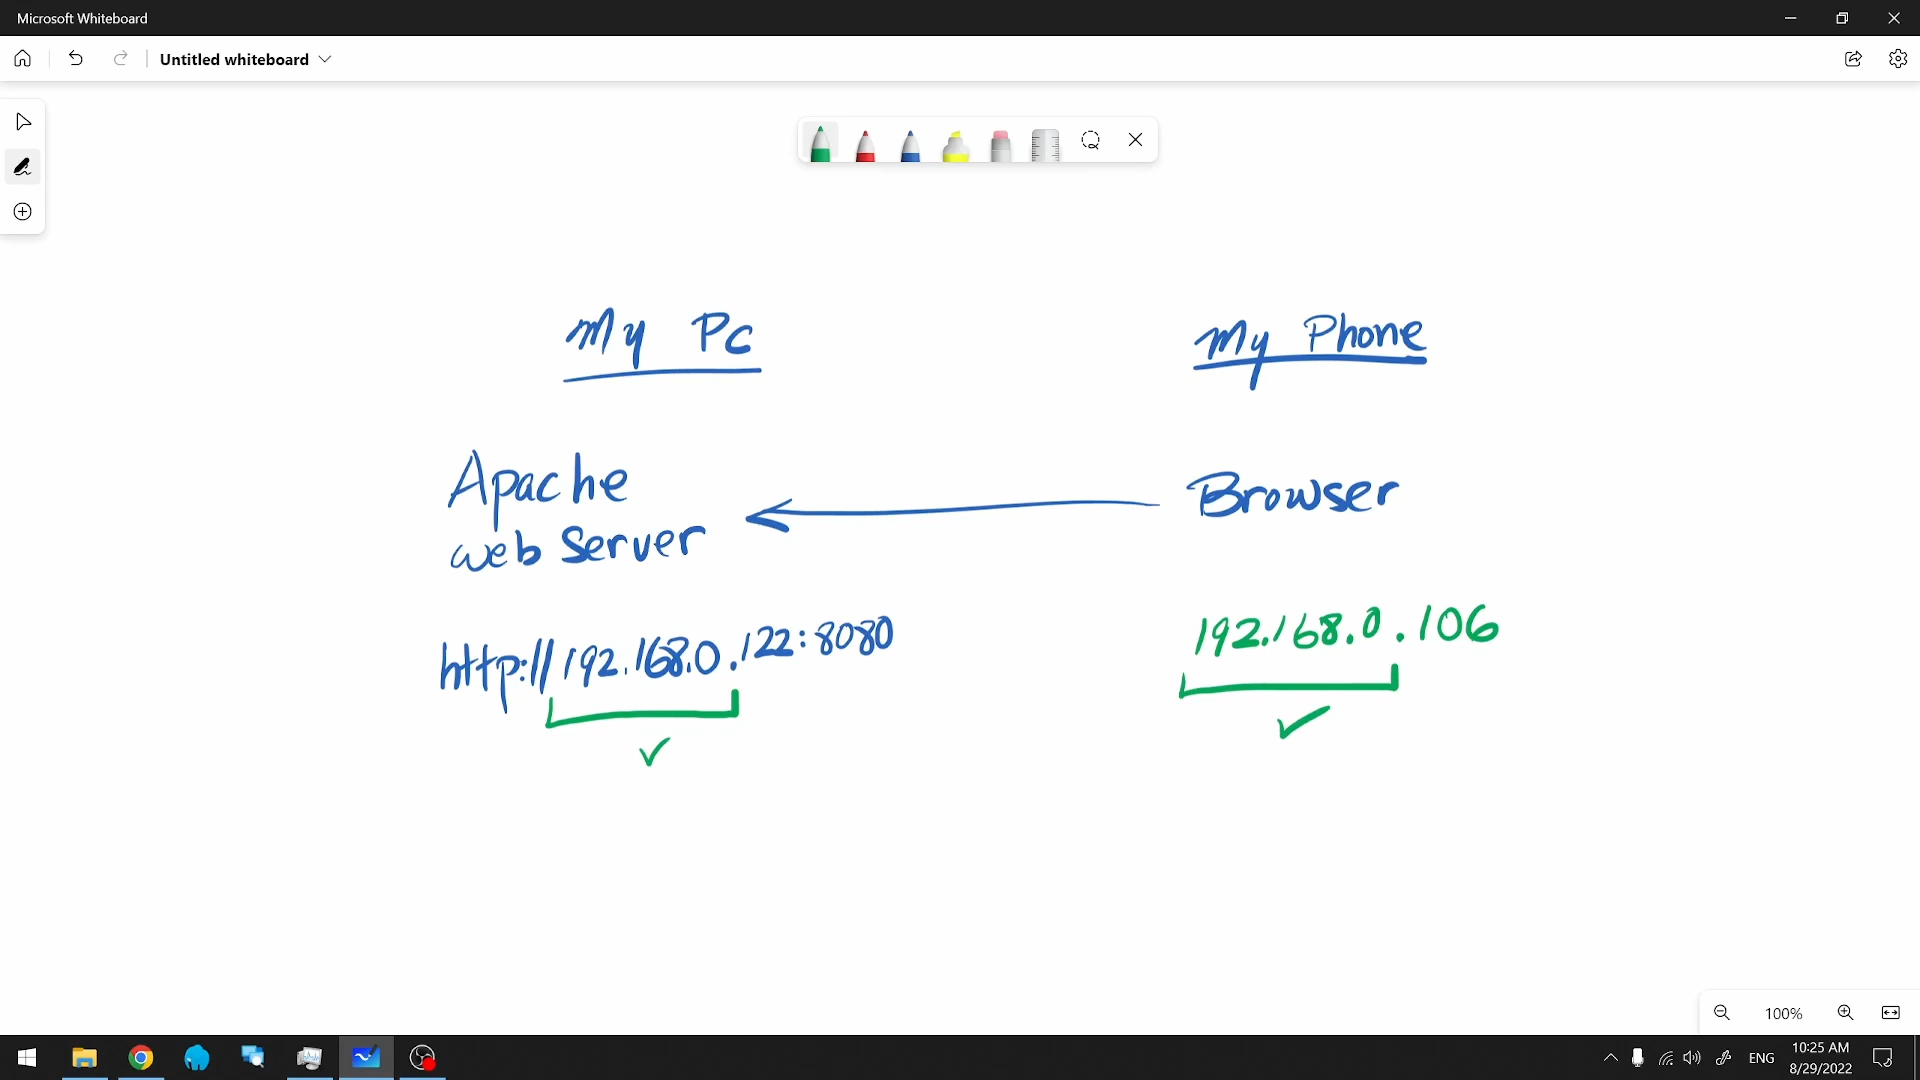 Microsoft Whiteboard
Untitled whiteboard
My Pc
My Phone
Apache
web Server
Browser
http://192.168.0.122:8080
192.168.0.106
100%
ENG
10:25 AM
8/29/2022